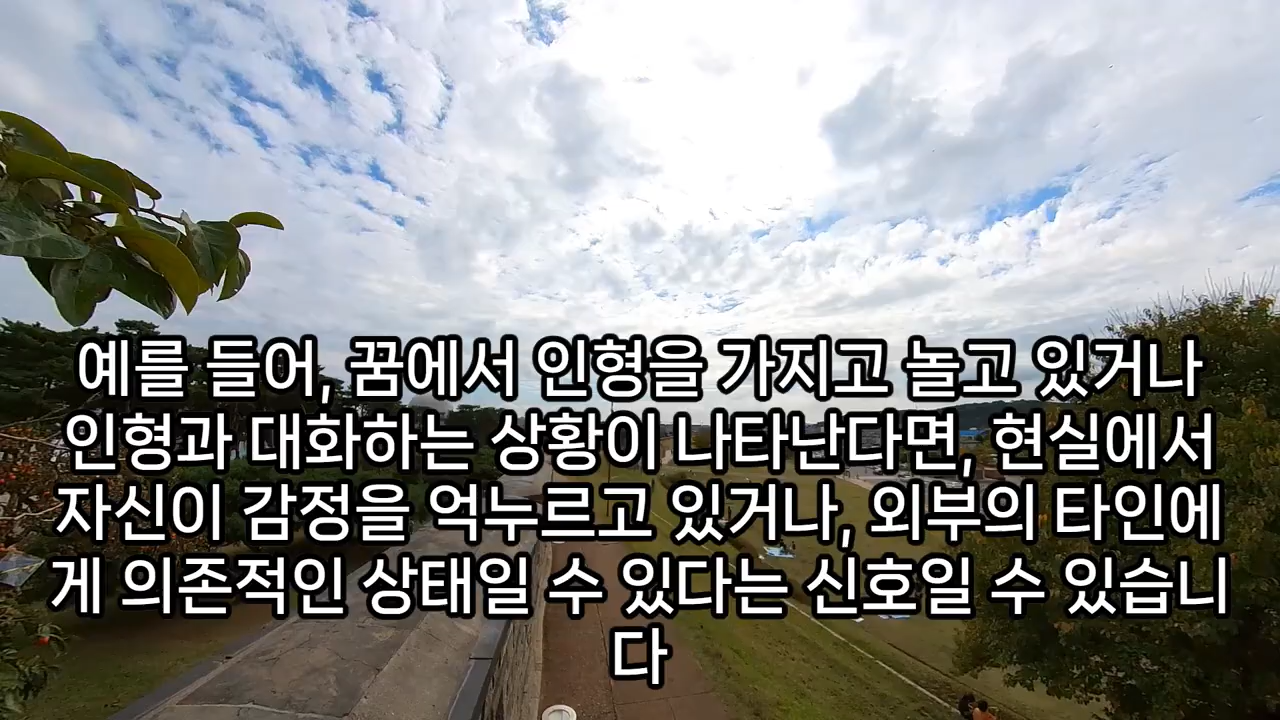 예를 들어, 꿈에서 인형을 가지고 놀고 있거나
인형과 대화하는 상황이 나타난다면, 현실에서
자신이 감정을 억누르고 있거나, 외부의 타인에
게 의존적인 상태일 수 있다는 신호일 수 있습니
다